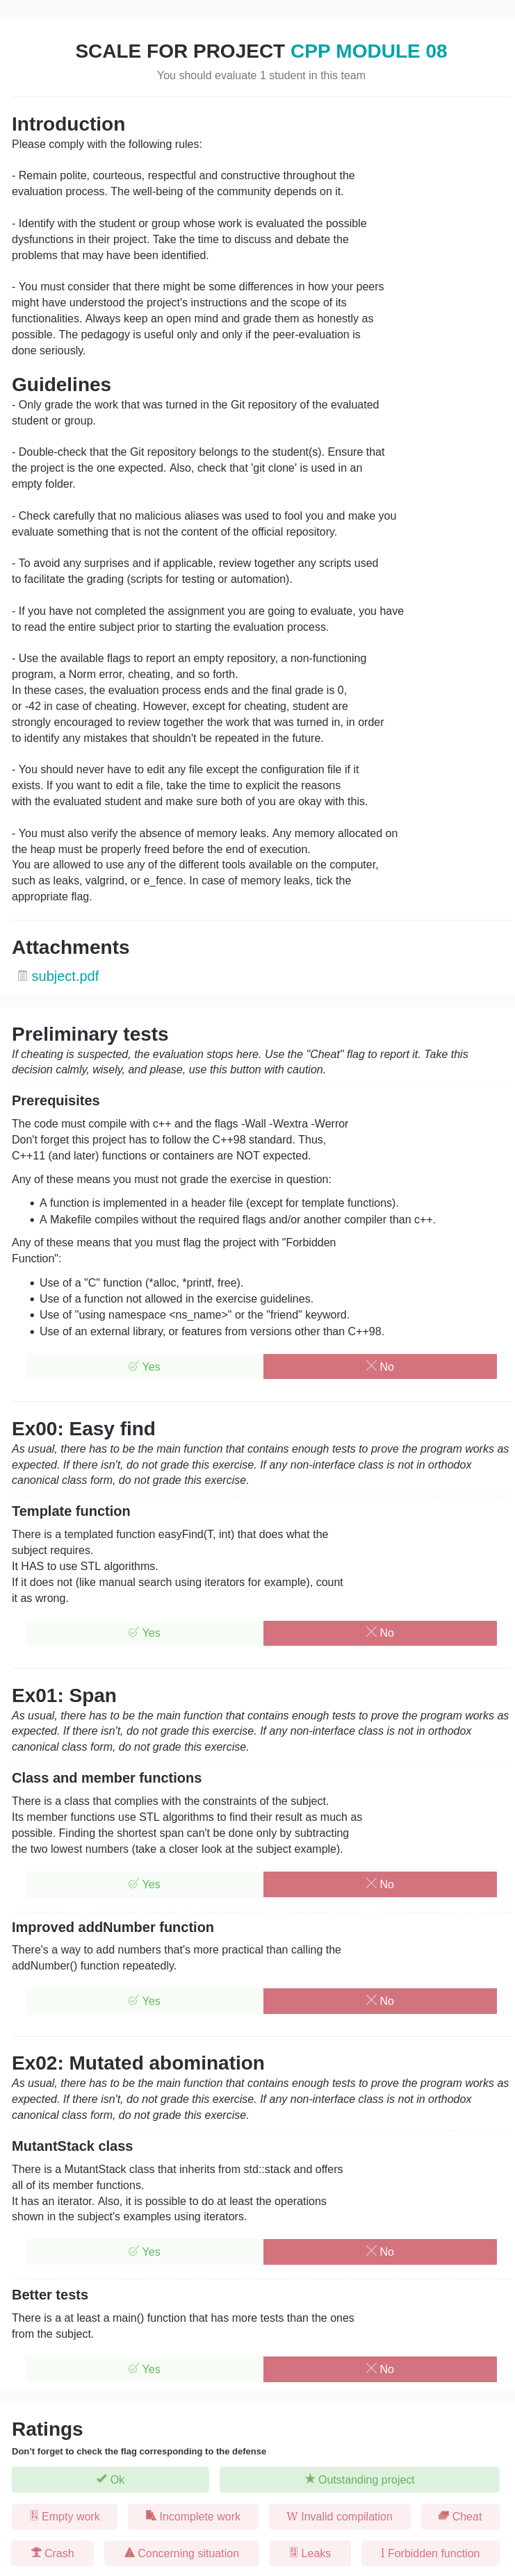 SCALE FOR PROJECT CPP MODULE 08
You should evaluate 1 student in this team
Introduction
Please comply with the following rules:
- Remain polite, courteous, respectful and constructive throughout the
evaluation process. The well-being of the community depends on it.
- Identify with the student or group whose work is evaluated the possible
dysfunctions in their project. Take the time to discuss and debate the
problems that may have been identified.
- You must consider that there might be some differences in how your peers
might have understood the project's instructions and the scope of its
functionalities. Always keep an open mind and grade them as honestly as
possible. The pedagogy is useful only and only if the peer-evaluation is
done seriously.
Guidelines
- Only grade the work that was turned in the Git repository of the evaluated
student or group.
- Double-check that the Git repository belongs to the student(s). Ensure that
the project is the one expected. Also, check that 'git clone' is used in an
empty folder.
- Check carefully that no malicious aliases was used to fool you and make you
evaluate something that is not the content of the official repository.
- To avoid any surprises and if applicable, review together any scripts used
to facilitate the grading (scripts for testing or automation).
- If you have not completed the assignment you are going to evaluate, you have
to read the entire subject prior to starting the evaluation process.
- Use the available flags to report an empty repository, a non-functioning
program, a Norm error, cheating, and so forth.
In these cases, the evaluation process ends and the final grade is 0,
or -42 in case of cheating. However, except for cheating, student are
strongly encouraged to review together the work that was turned in, in order
to identify any mistakes that shouldn't be repeated in the future.
- You should never have to edit any file except the configuration file if it
exists. If you want to edit a file, take the time to explicit the reasons
with the evaluated student and make sure both of you are okay with this.
- You must also verify the absence of memory leaks. Any memory allocated on
the heap must be properly freed before the end of execution.
You are allowed to use any of the different tools available on the computer,
such as leaks, valgrind, or e_fence. In case of memory leaks, tick the
appropriate flag.
Attachments
subject.pdf
Preliminary tests
If cheating is suspected, the evaluation stops here. Use the "Cheat" flag to report it. Take this
decision calmly, wisely, and please, use this button with caution.
Prerequisites
The code must compile with c++ and the flags -Wall -Wextra -Werror
Don't forget this project has to follow the C++98 standard. Thus,
C++11 (and later) functions or containers are NOT expected.
Any of these means you must not grade the exercise in question:
• A function is implemented in a header file (except for template functions).
• A Makefile compiles without the required flags and/or another compiler than c++.
Any of these means that you must flag the project with "Forbidden
Function":
• Use of a "C" function (*alloc, *printf, free).
• Use of a function not allowed in the exercise guidelines.
• Use of "using namespace <ns_name>" or the "friend" keyword.
• Use of an external library, or features from versions other than C++98.
Yes No
Ex00: Easy find
As usual, there has to be the main function that contains enough tests to prove the program works as
expected. If there isn't, do not grade this exercise. If any non-interface class is not in orthodox
canonical class form, do not grade this exercise.
Template function
There is a templated function easyFind(T, int) that does what the
subject requires.
It HAS to use STL algorithms.
If it does not (like manual search using iterators for example), count
it as wrong.
Yes No
Ex01: Span
As usual, there has to be the main function that contains enough tests to prove the program works as
expected. If there isn't, do not grade this exercise. If any non-interface class is not in orthodox
canonical class form, do not grade this exercise.
Class and member functions
There is a class that complies with the constraints of the subject.
Its member functions use STL algorithms to find their result as much as
possible. Finding the shortest span can't be done only by subtracting
the two lowest numbers (take a closer look at the subject example).
Yes No
Improved addNumber function
There's a way to add numbers that's more practical than calling the
addNumber() function repeatedly.
Yes No
Ex02: Mutated abomination
As usual, there has to be the main function that contains enough tests to prove the program works as
expected. If there isn't, do not grade this exercise. If any non-interface class is not in orthodox
canonical class form, do not grade this exercise.
MutantStack class
There is a MutantStack class that inherits from std::stack and offers
all of its member functions.
It has an iterator. Also, it is possible to do at least the operations
shown in the subject's examples using iterators.
Yes No
Better tests
There is a at least a main() function that has more tests than the ones
from the subject.
Yes No
Ratings
Don't forget to check the flag corresponding to the defense
Ok Outstanding project
Empty work Incomplete work Invalid compilation Cheat
Crash Concerning situation Leaks Forbidden function